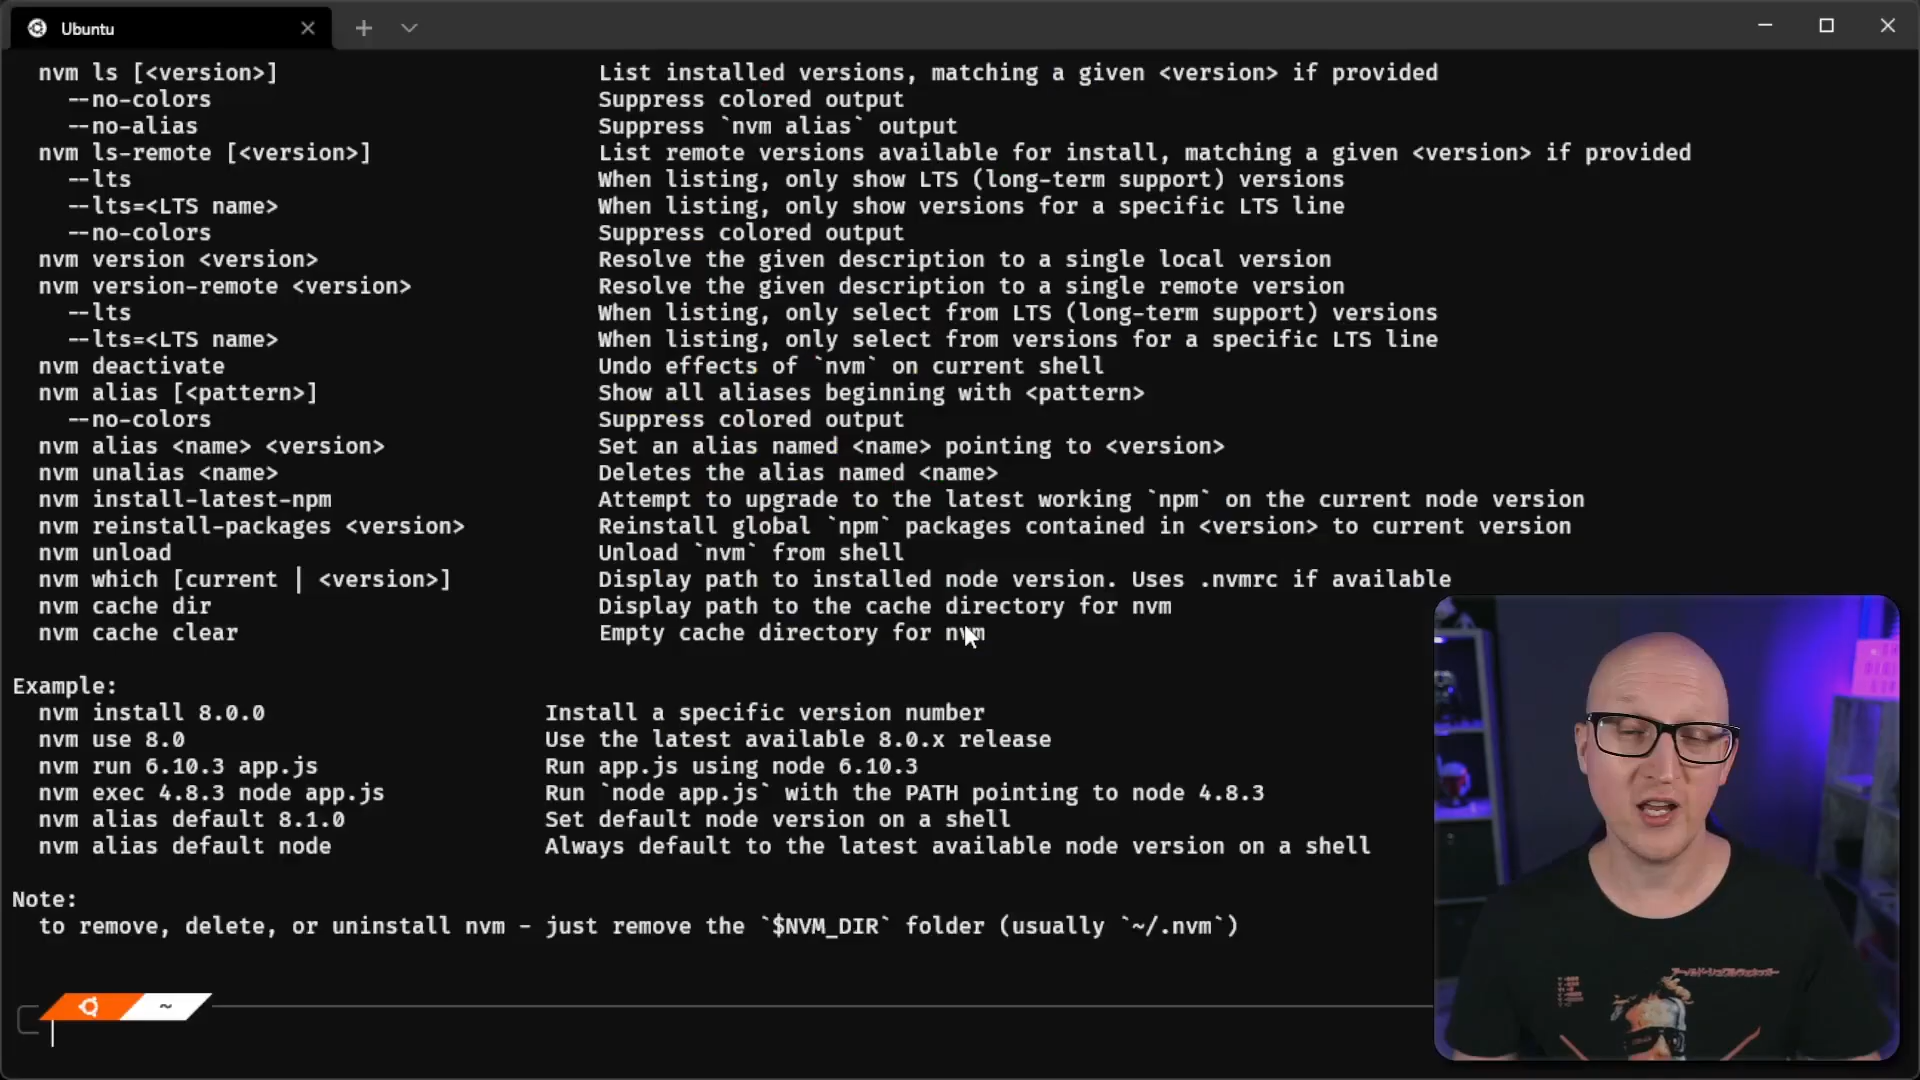 Ubuntu
nvm ls [<version>] List installed versions, matching a given <version> if provided
--no-colors Suppress colored output
--no-alias Suppress `nvm alias` output
nvm ls-remote [<version>] List remote versions available for install, matching a given <version> if provided
--lts When listing, only show LTS (long-term support) versions
--lts=<LTS name> When listing, only show versions for a specific LTS line
--no-colors Suppress colored output
nvm version <version> Resolve the given description to a single local version
nvm version-remote <version> Resolve the given description to a single remote version
--lts When listing, only select from LTS (long-term support) versions
--lts=<LTS name> When listing, only select from versions for a specific LTS line
nvm deactivate Undo effects of `nvm` on current shell
nvm alias [<pattern>] Show all aliases beginning with <pattern>
--no-colors Suppress colored output
nvm alias <name> <version> Set an alias named <name> pointing to <version>
nvm unalias <name> Deletes the alias named <name>
nvm install-latest-npm Attempt to upgrade to the latest working `npm` on the current node version
nvm reinstall-packages <version> Reinstall global `npm` packages contained in <version> to current version
nvm unload Unload `nvm` from shell
nvm which [current | <version>] Display path to installed node version. Uses .nvmrc if available
nvm cache dir Display path to the cache directory for nvm
nvm cache clear Empty cache directory for nvm
Example:
nvm install 8.0.0 Install a specific version number
nvm use 8.0 Use the latest available 8.0.x release
nvm run 6.10.3 app.js Run app.js using node 6.10.3
nvm exec 4.8.3 node app.js Run `node app.js` with the PATH pointing to node 4.8.3
nvm alias default 8.1.0 Set default node version on a shell
nvm alias default node Always default to the latest available node version on a shell
Note:
to remove, delete, or uninstall nvm - just remove the `$NVM_DIR` folder (usually `~/.nvm`)
~